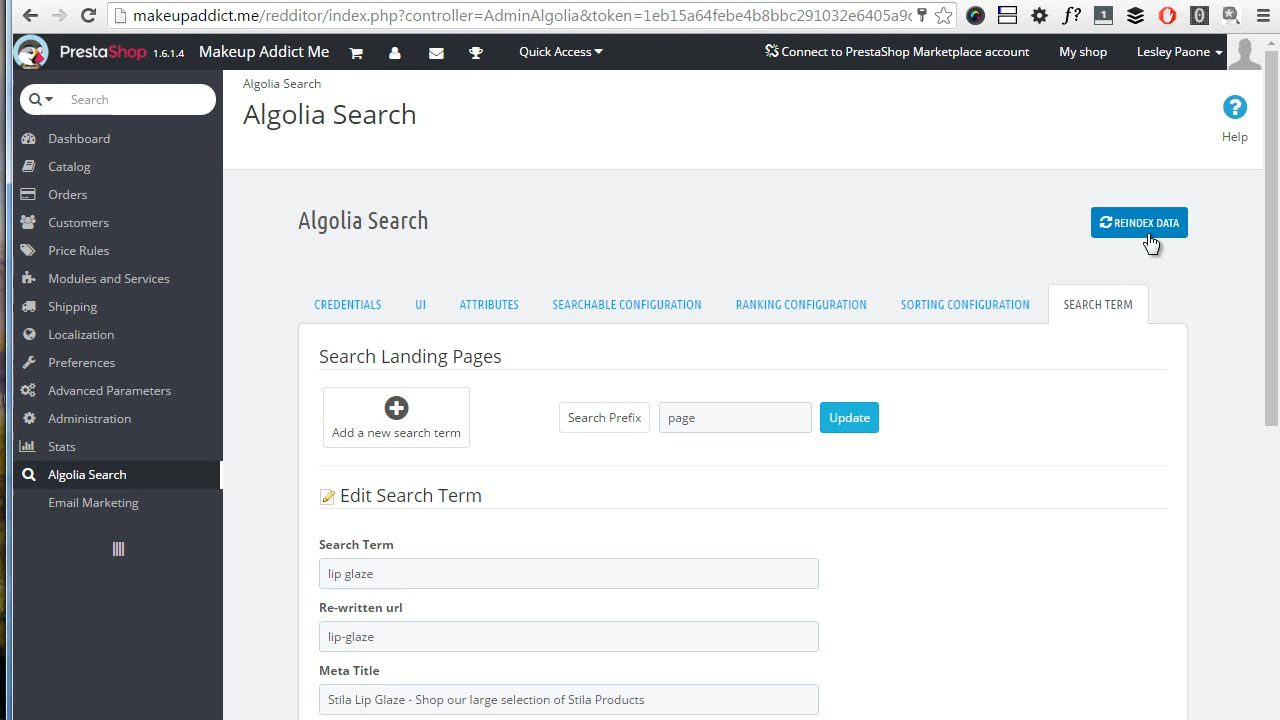 makeupaddict.me/redditor/index.php?controller=AdminAlgolia&token=1eb15a64febe4b8bbc291032e6405a9c
PrestaShop 1.6.1.4 Makeup Addict Me Quick Access Connect to PrestaShop Marketplace account My shop Lesley Paone
Search
Dashboard
Catalog
Orders
Customers
Price Rules
Modules and Services
Shipping
Localization
Preferences
Advanced Parameters
Administration
Stats
Algolia Search
Email Marketing
Algolia Search
Algolia Search
Help
Algolia Search
REINDEX DATA
CREDENTIALS UI ATTRIBUTES SEARCHABLE CONFIGURATION RANKING CONFIGURATION SORTING CONFIGURATION SEARCH TERM
Search Landing Pages
Add a new search term
Search Prefix page Update
Edit Search Term
Search Term
lip glaze
Re-written url
lip-glaze
Meta Title
Stila Lip Glaze - Shop our large selection of Stila Products